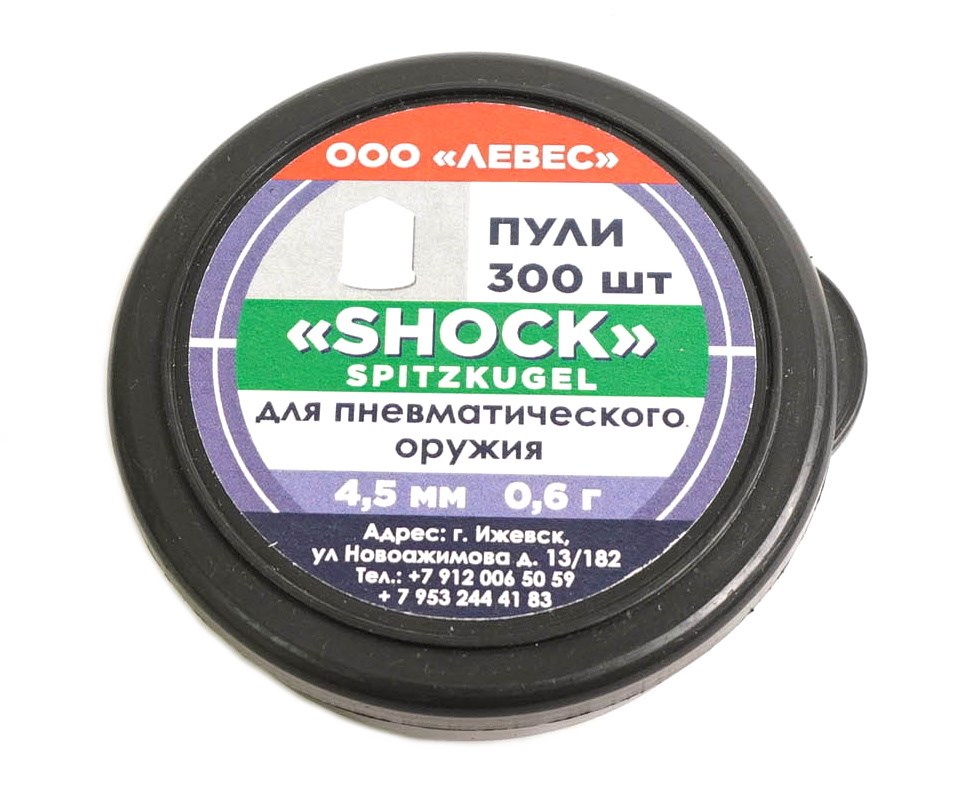 ООО «ЛЕВЕС»
ПУЛИ
300 шт
«SHOCK»
SPITZKUGEL
для пневматического
оружия
4,5 мм 0,6 г
Адрес: г. Ижевск,
ул Новоажимова д. 13/182
Тел.: +7 912 006 50 59
+ 7 953 244 41 83